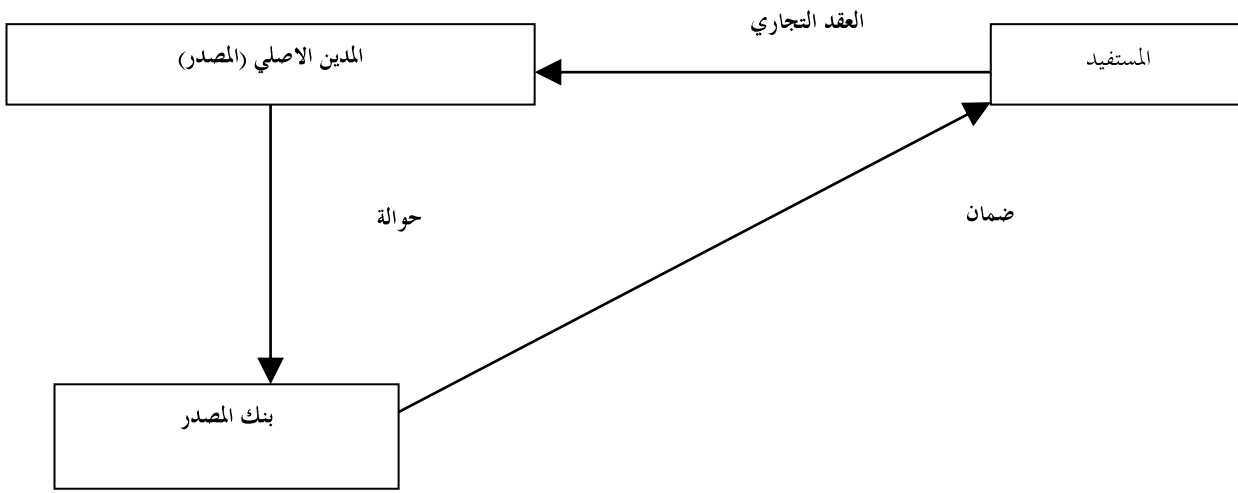 العقد التجاري
المستفيد
المدين الاصلي (المصدر)
ضمان
حوالة
بنك المصدر